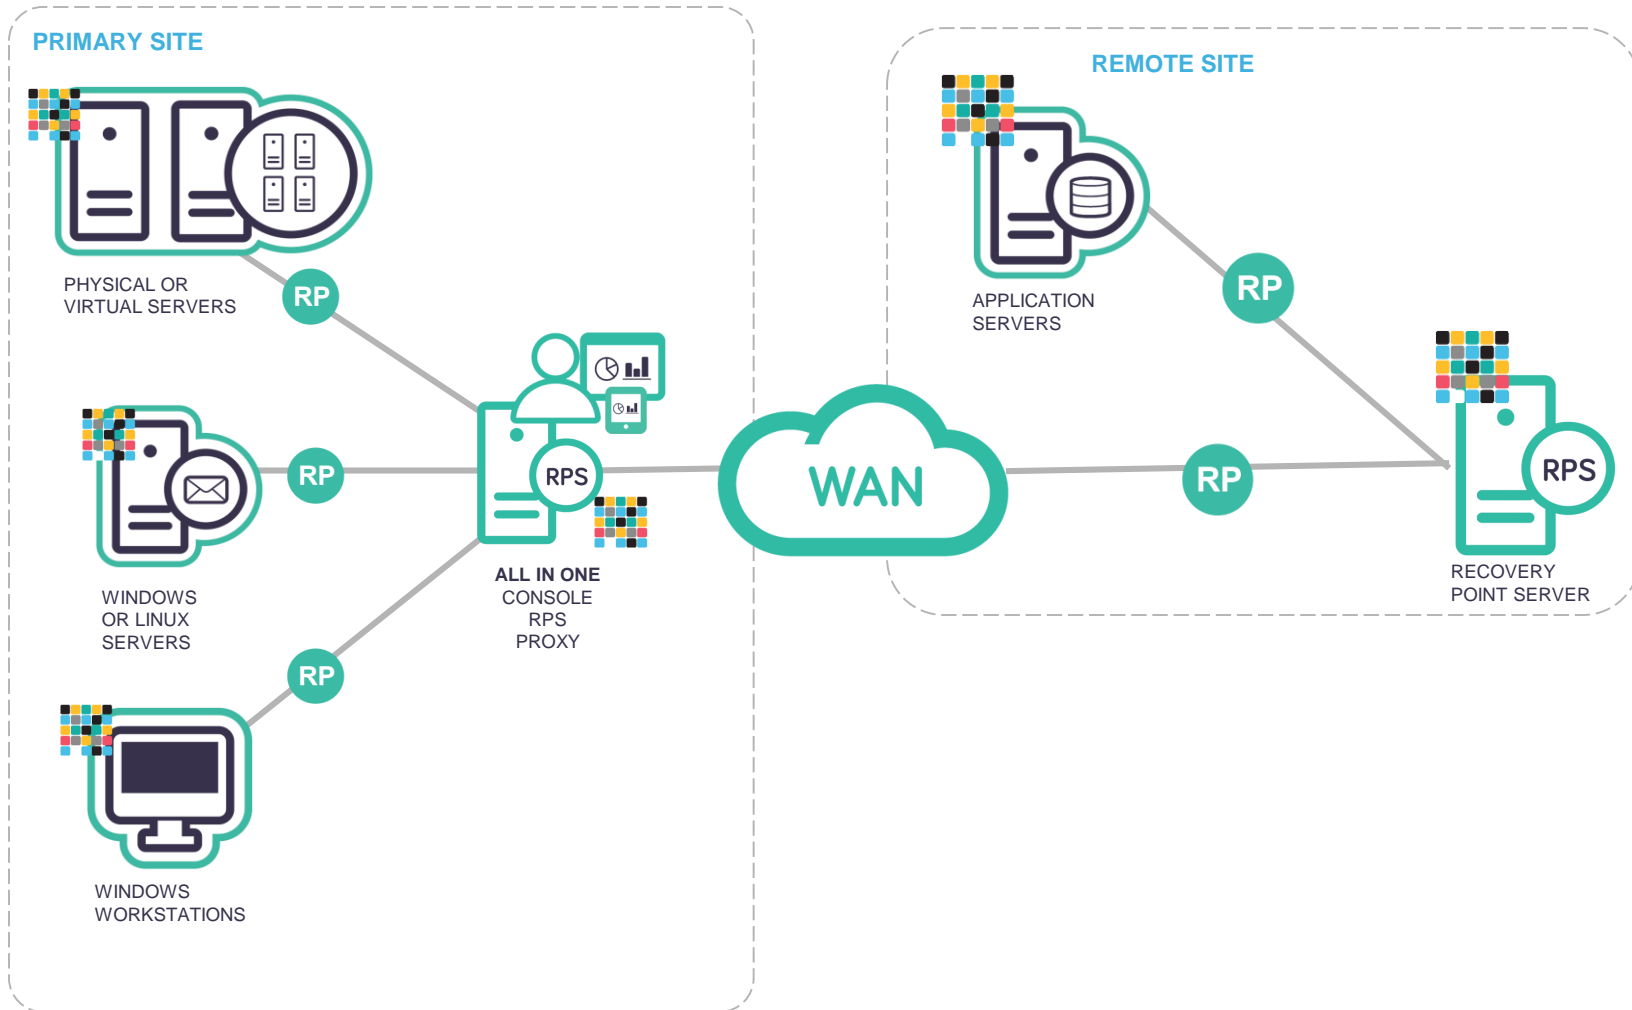 PRIMARY SITE
PHYSICAL OR
VIRTUAL SERVERS
RP
WINDOWS
OR LINUX
SERVERS
RP
WINDOWS
WORKSTATIONS
RP
RPS
ALL IN ONE
CONSOLE
RPS
PROXY
WAN
REMOTE SITE
APPLICATION
SERVERS
RP
RP
RPS
RECOVERY
POINT SERVER